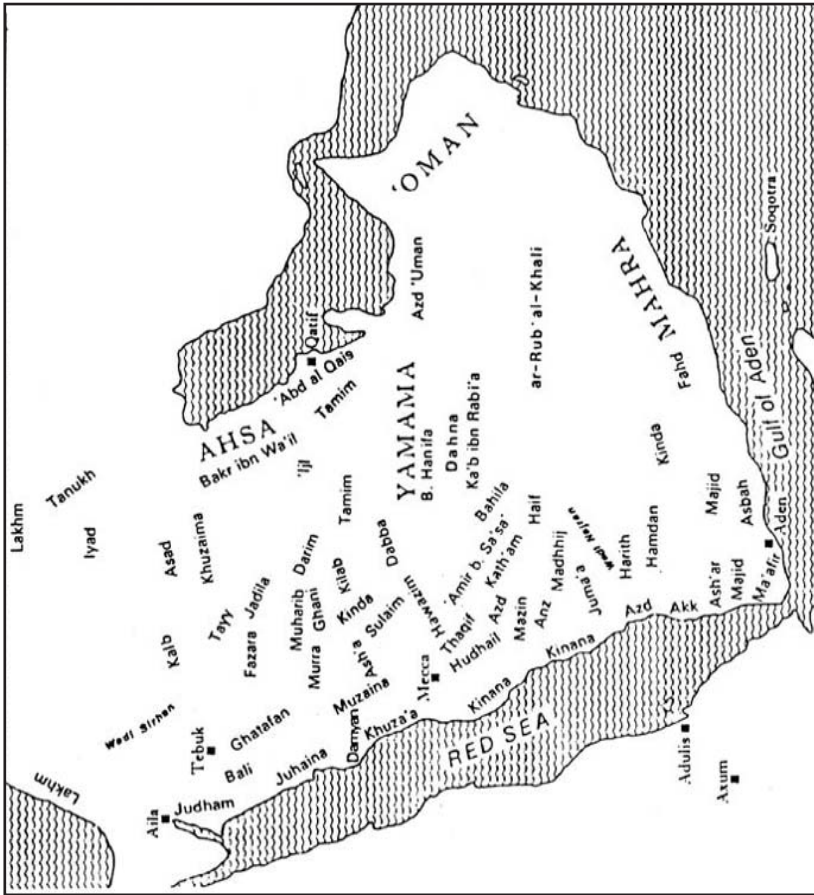 Lakhm
Tanukh
Iyad
Asad
Khuzaima
Kalb
Tayy
Jadila
Fazara
Wadi Sirhan
Tebuk
Ghatafan
Bali
Lakhm
Aila
Judham
Juhaina
'OMAN
Azd 'Uman
Qatif
'Abd al Qais
Tamim
AHSA
Bakr ibn Wa'il
'Ijl
YAMAMA
B. Hanifa
Dahna
Ka'b ibn Rabi'a
Tamim
Darim
Dabba
Kilab
Muharib
Ghani
Murra
Kinda
Sulaim
Ash'a
Muzaina
Damyan
Khuza'a
Hawazim
Mecca
ar-Rub' al-Khali
MAHRA
Fahd
Soqotra
Gulf of Aden
Kinda
Bahila
Haif
'Amir b. Sa'sa'
Kath'am
Thaqif
Azd
Hudhail
Mazin
Anz
Madhhij
Wadi Najran
Juma'a
Harith
Hamdan
Majid
Asbah
Aden
Ash'ar
Majid
Ma'afir
Akk
Azd
Kinana
Kinana
RED SEA
Adulis
Axum